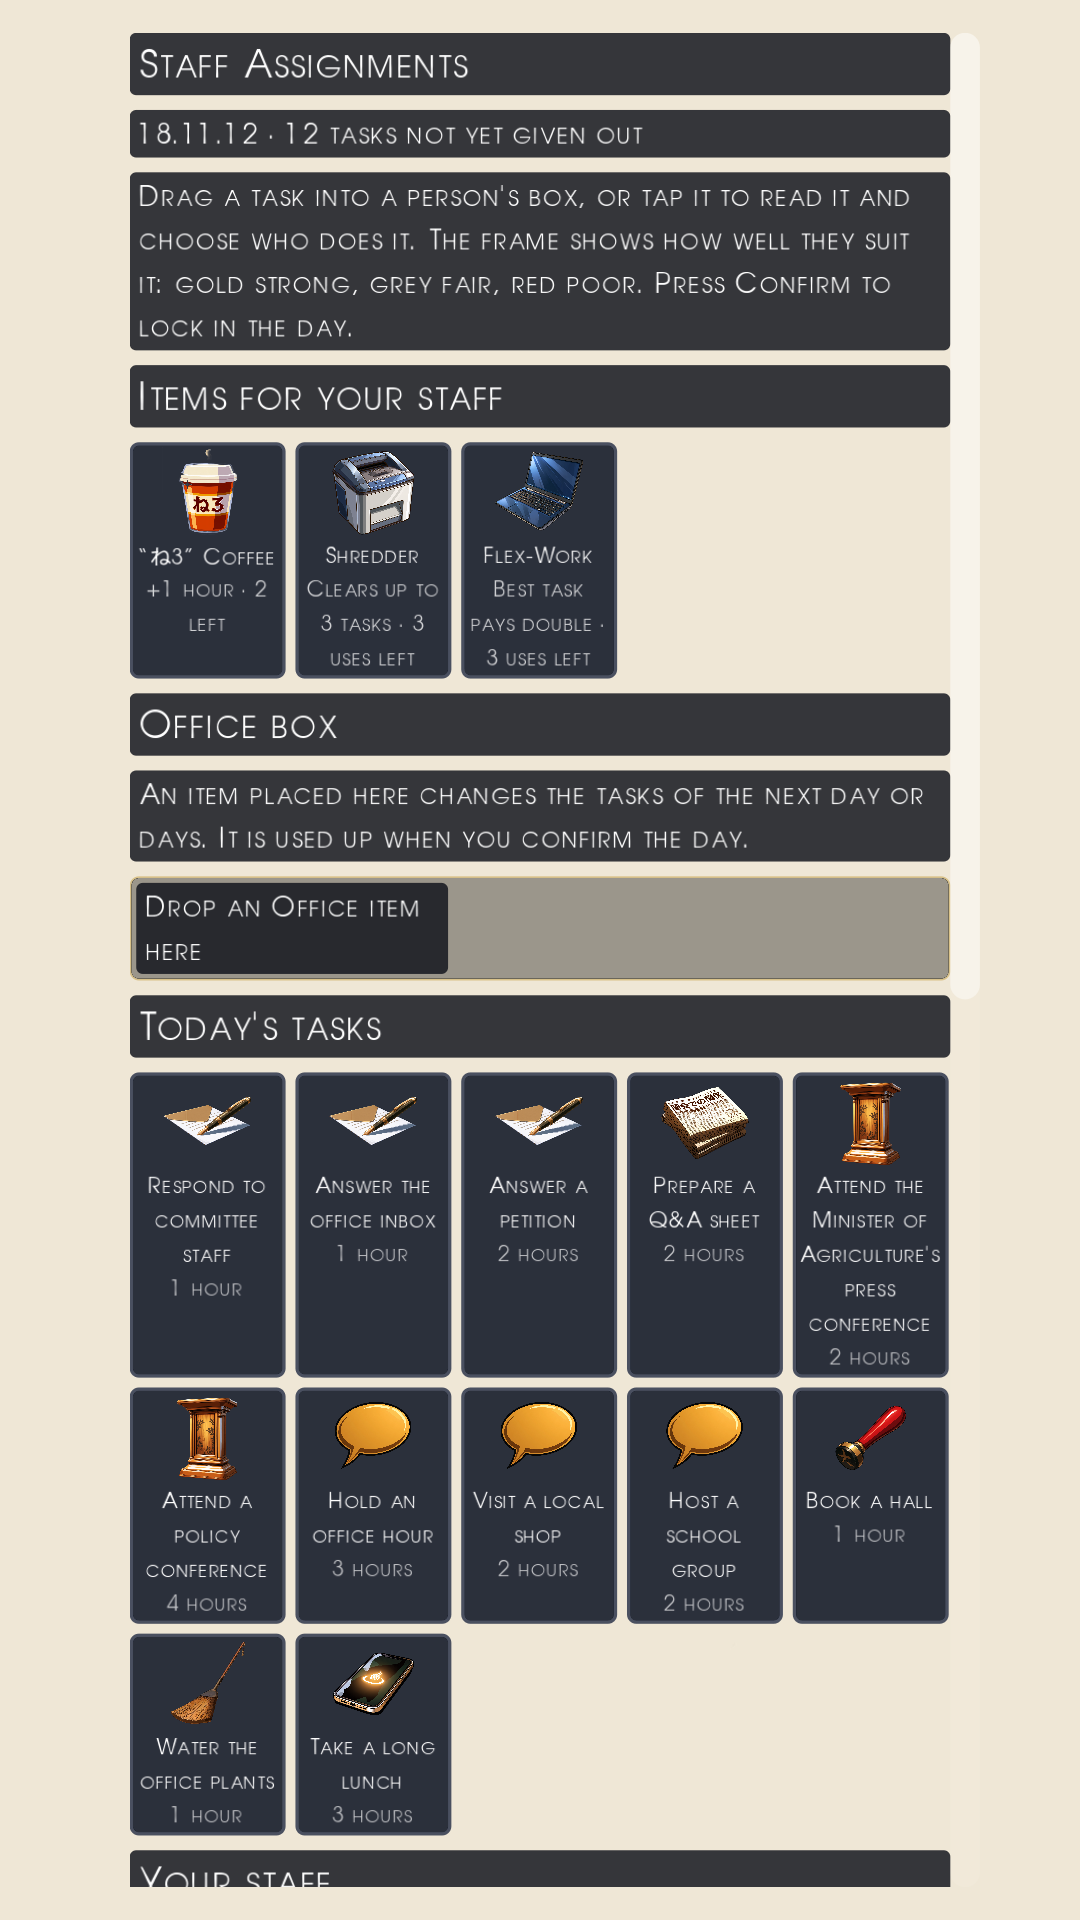 Staff Assignments
18.11.12 · 12 tasks not yet given out
Drag a task into a person's box, or tap it to read it and
choose who does it. The frame shows how well they suit
it: gold strong, grey fair, red poor. Press Confirm to
lock in the day.
Items for your staff
ねろ
“ねろ” Coffee
+1 hour · 2
left
Shredder
Clears up to
3 tasks · 3
uses left
Flex-Work
Best task
pays double ·
3 uses left
Office box
An item placed here changes the tasks of the next day or
days. It is used up when you confirm the day.
Drop an Office item
here
Today's tasks
Respond to
committee
staff
1 hour
Answer the
office inbox
1 hour
Answer a
petition
2 hours
Prepare a
Q&A sheet
2 hours
Attend the
Minister of
Agriculture's
press
conference
2 hours
Attend a
policy
conference
4 hours
Hold an
office hour
3 hours
Visit a local
shop
2 hours
Host a
school
group
2 hours
Book a hall
1 hour
Water the
office plants
1 hour
Take a long
lunch
3 hours
Your staff